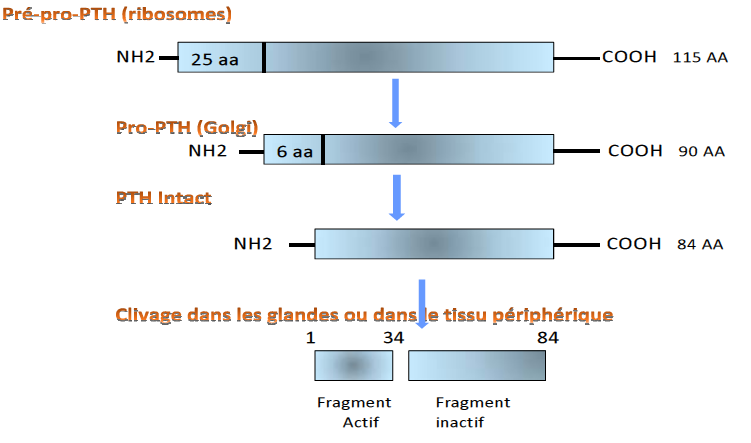 Pré-pro-PTH (ribosomes)
NH2 25 aa COOH 115 AA
Pro-PTH (Golgi)
NH2 6 aa COOH 90 AA
PTH Intact
NH2 COOH 84 AA
Clivage dans les glandes ou dans le tissu périphérique
1 34 84
Fragment Fragment
Actif inactif